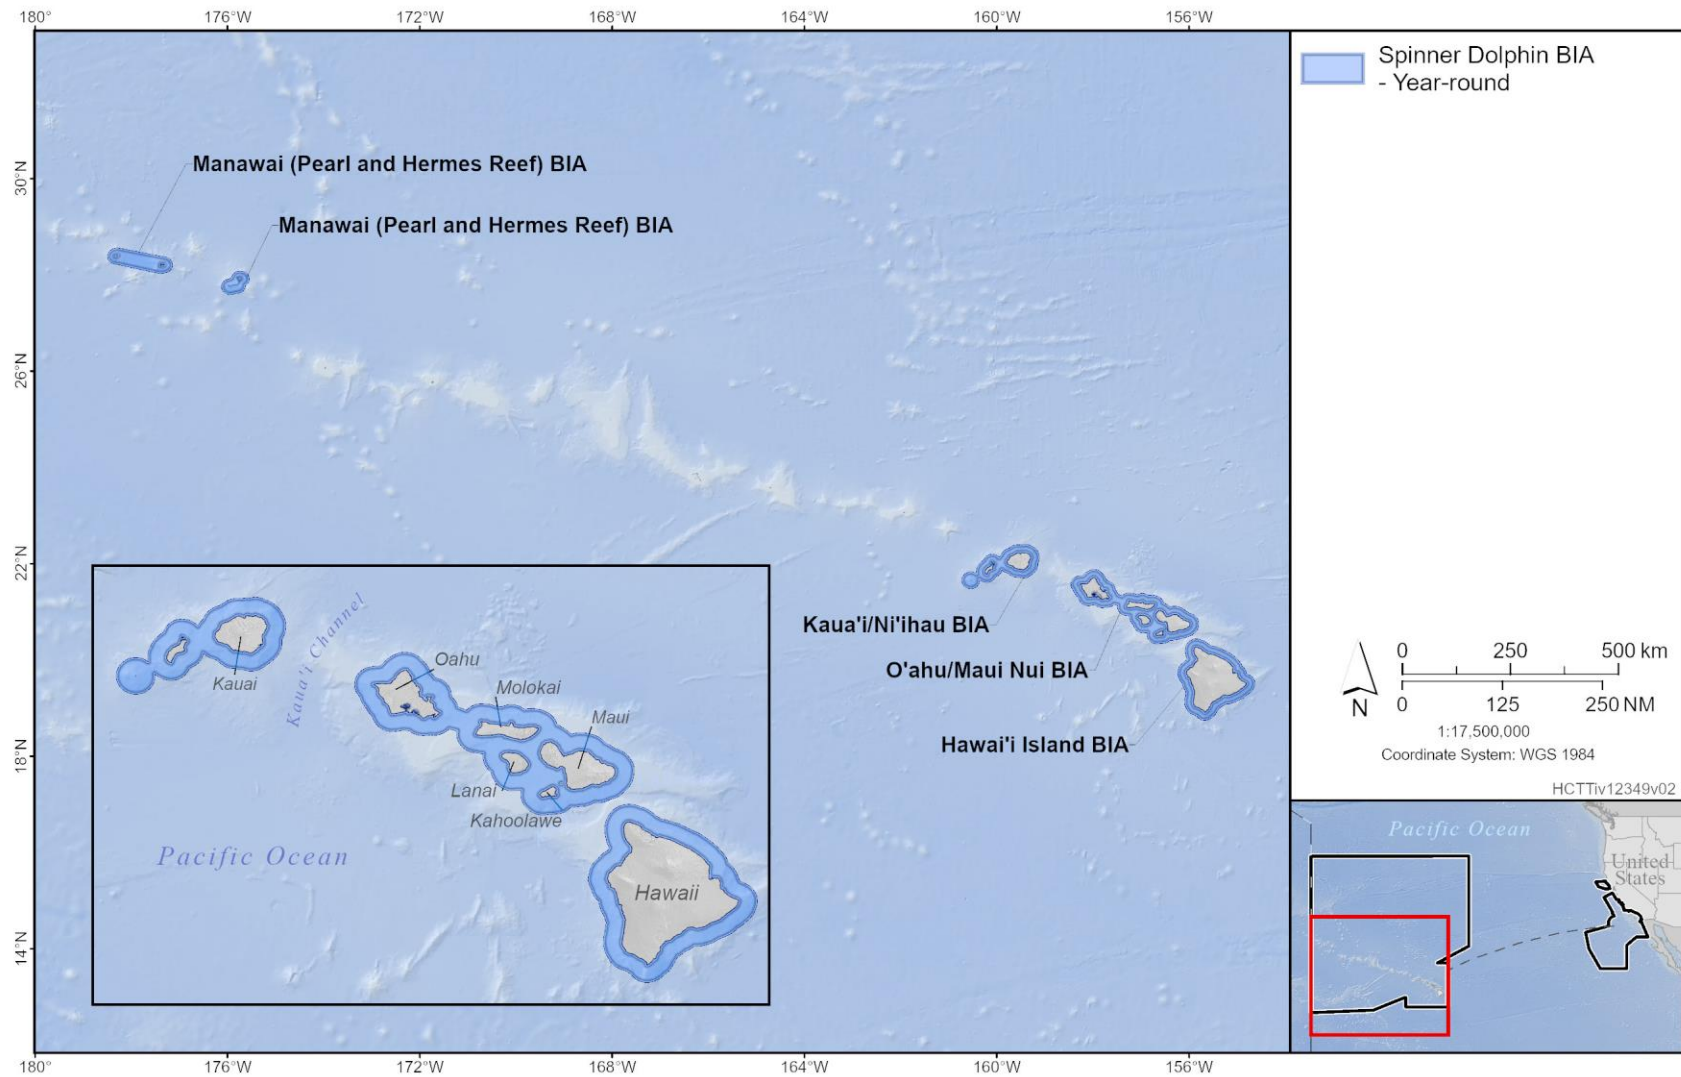 180°
176°W
172°W
168°W
164°W
160°W
156°W
30°N
26°N
22°N
18°N
14°N
Manawai (Pearl and Hermes Reef) BIA
Manawai (Pearl and Hermes Reef) BIA
Kaua'i/Ni'ihau BIA
O'ahu/Maui Nui BIA
Hawai'i Island BIA
Kauai
Kaua'i Channel
Oahu
Molokai
Maui
Lanai
Kahoolawe
Pacific Ocean
Hawaii
180°
176°W
172°W
168°W
164°W
160°W
156°W
Spinner Dolphin BIA
- Year-round
N
0 250 500 km
0 125 250 NM
1:17,500,000
Coordinate System: WGS 1984
HCTTiv12349v02
Pacific Ocean
United
States